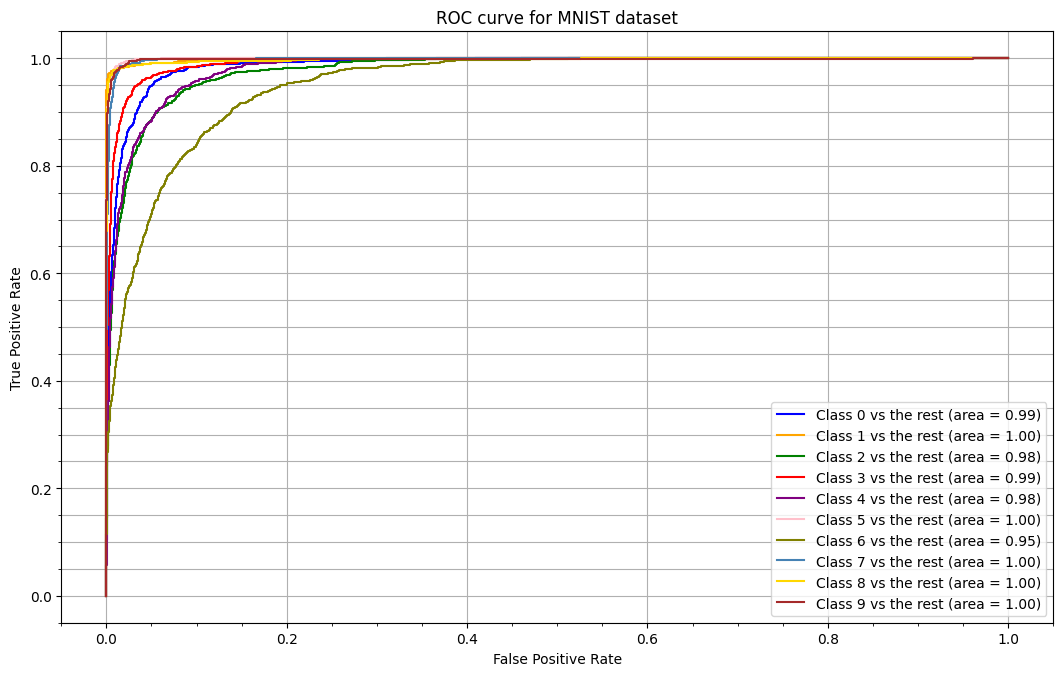 ROC curve for MNIST dataset
True Positive Rate
1.0
0.8
0.6
0.4
0.2
0.0
Class 0 vs the rest (area = 0.99)
Class 1 vs the rest (area = 1.00)
Class 2 vs the rest (area = 0.98)
Class 3 vs the rest (area = 0.99)
Class 4 vs the rest (area = 0.98)
Class 5 vs the rest (area = 1.00)
Class 6 vs the rest (area = 0.95)
Class 7 vs the rest (area = 1.00)
Class 8 vs the rest (area = 1.00)
Class 9 vs the rest (area = 1.00)
0.0 0.2 0.4 0.6 0.8 1.0
False Positive Rate